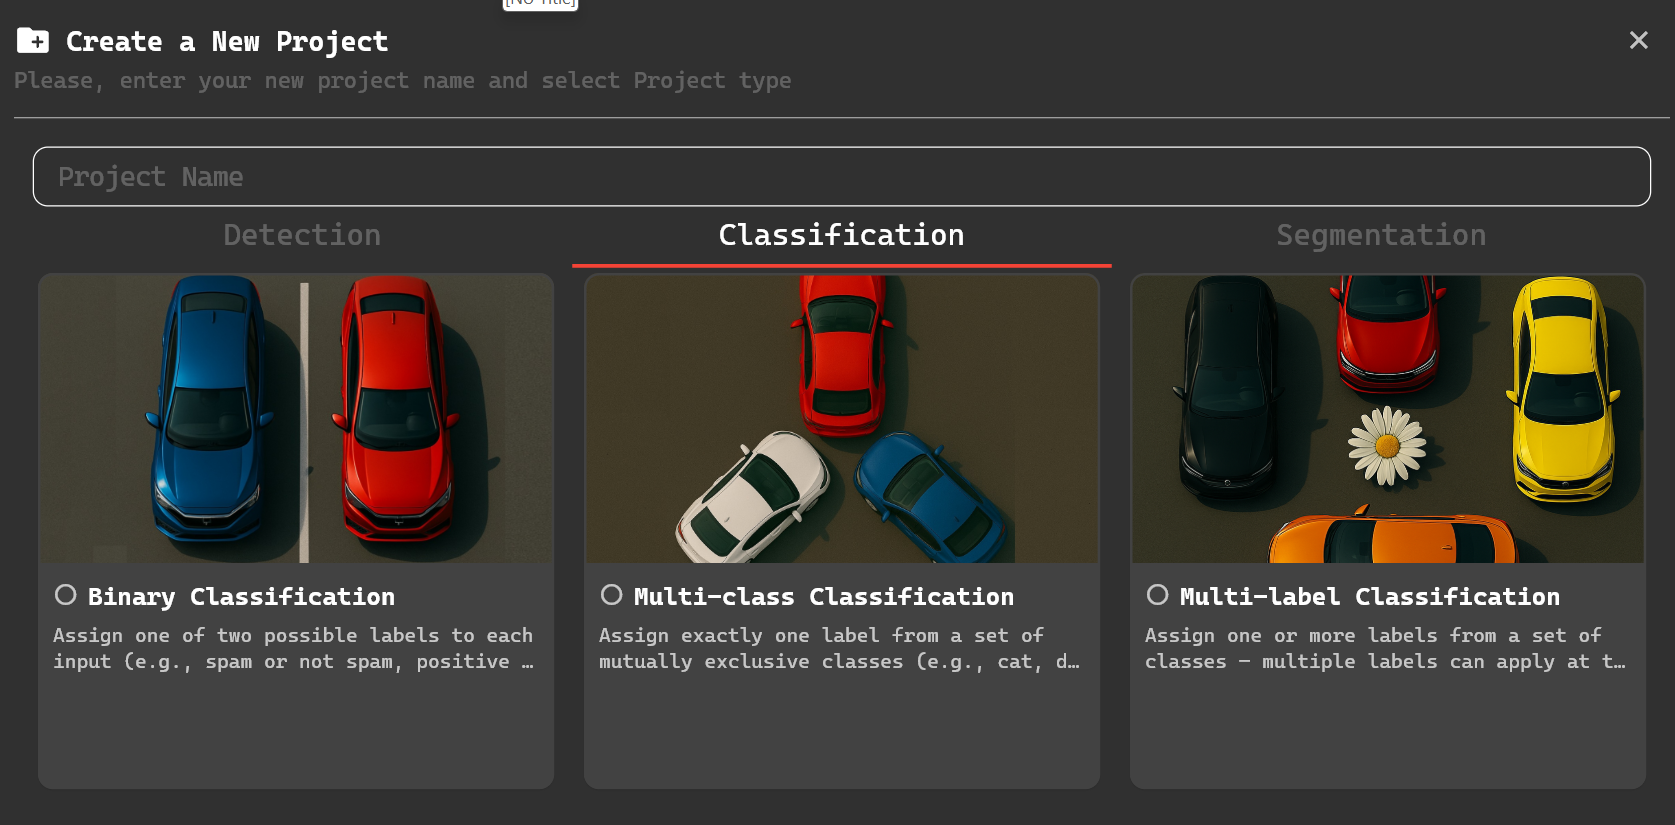 [No Title]
Create a New Project
Please, enter your new project name and select Project type
Project Name
Detection
Classification
Segmentation
Binary Classification
Assign one of two possible labels to each
input (e.g., spam or not spam, positive …
Multi-class Classification
Assign exactly one label from a set of
mutually exclusive classes (e.g., cat, d…
Multi-label Classification
Assign one or more labels from a set of
classes — multiple labels can apply at t…